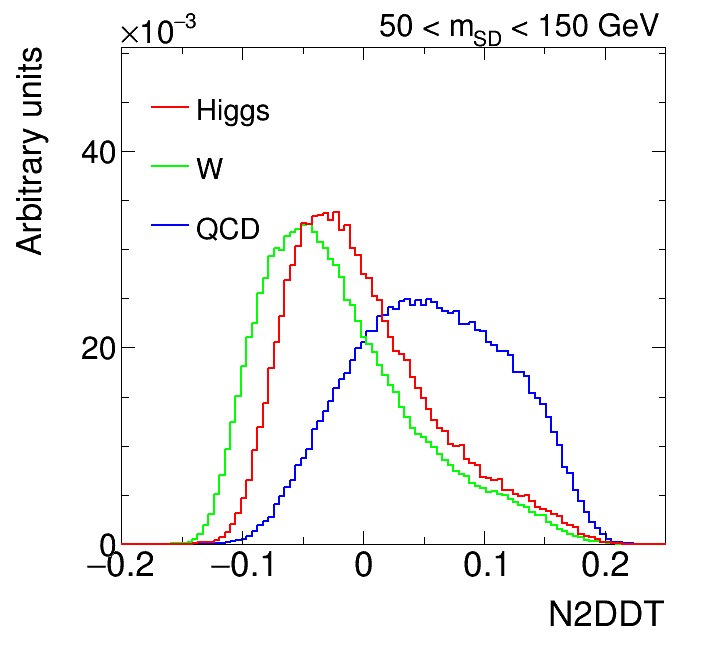 ×10⁻³
50 < m_SD < 150 GeV
Arbitrary units
Higgs
W
QCD
40
20
0
−0.2 −0.1 0 0.1 0.2
N2DDT